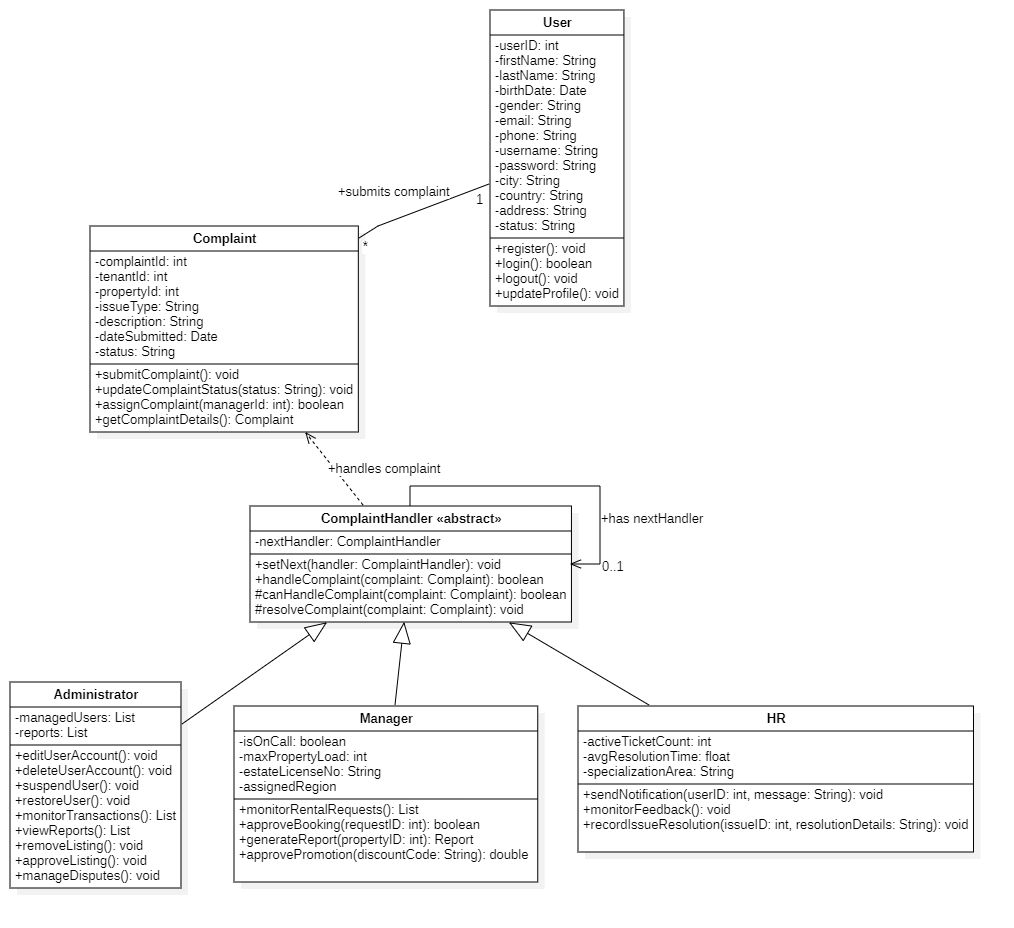 User
-userID: int
-firstName: String
-lastName: String
-birthDate: Date
-gender: String
-email: String
-phone: String
-username: String
-password: String
-city: String
-country: String
-address: String
-status: String
+register(): void
+login(): boolean
+logout(): void
+updateProfile(): void
+submits complaint
1
*
Complaint
-complaintId: int
-tenantId: int
-propertyId: int
-issueType: String
-description: String
-dateSubmitted: Date
-status: String
+submitComplaint(): void
+updateComplaintStatus(status: String): void
+assignComplaint(managerId: int): boolean
+getComplaintDetails(): Complaint
+handles complaint
ComplaintHandler «abstract»
-nextHandler: ComplaintHandler
+setNext(handler: ComplaintHandler): void
+handleComplaint(complaint: Complaint): boolean
#canHandleComplaint(complaint: Complaint): boolean
#resolveComplaint(complaint: Complaint): void
+has nextHandler
0..1
Administrator
-managedUsers: List
-reports: List
+editUserAccount(): void
+deleteUserAccount(): void
+suspendUser(): void
+restoreUser(): void
+monitorTransactions(): List
+viewReports(): List
+removeListing(): void
+approveListing(): void
+manageDisputes(): void
Manager
-isOnCall: boolean
-maxPropertyLoad: int
-estateLicenseNo: String
-assignedRegion
+monitorRentalRequests(): List
+approveBooking(requestID: int): boolean
+generateReport(propertyID: int): Report
+approvePromotion(discountCode: String): double
HR
-activeTicketCount: int
-avgResolutionTime: float
-specializationArea: String
+sendNotification(userID: int, message: String): void
+monitorFeedback(): void
+recordIssueResolution(issueID: int, resolutionDetails: String): void